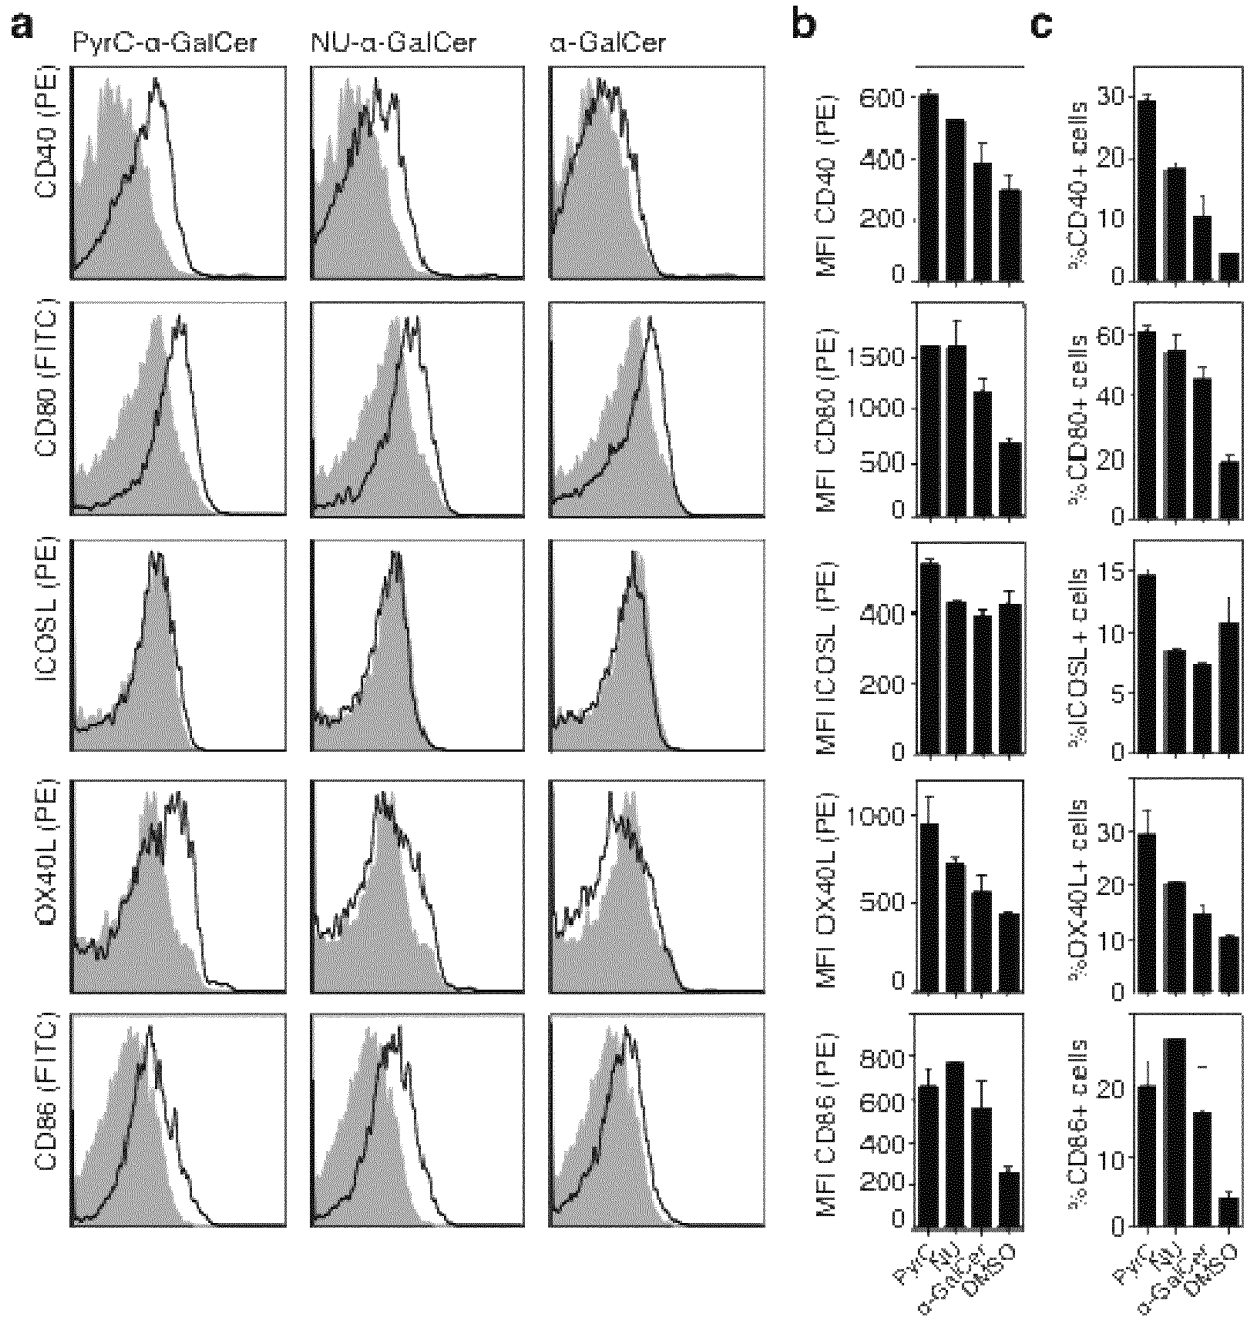 a
b
c
PyrC-α-GalCer
NU-α-GalCer
α-GalCer
CD40 (PE)
MFI CD40 (PE)
600
400
200
0
%CD40+ cells
30
20
10
0
CD80 (FITC)
MFI CD80 (PE)
1500
1000
500
0
%CD80+ cells
60
40
20
0
ICOSL (PE)
MFI ICOSL (PE)
400
200
0
%ICOSL+ cells
15
10
5
0
OX40L (PE)
MFI OX40L (PE)
1000
500
0
%OX40L+ cells
30
20
10
0
CD86 (FITC)
MFI CD86 (PE)
800
600
400
200
0
%CD86+ cells
20
10
0
PyrC
NU
α-GalCer
DMSO
PyrC
NU
α-GalCer
DMSO